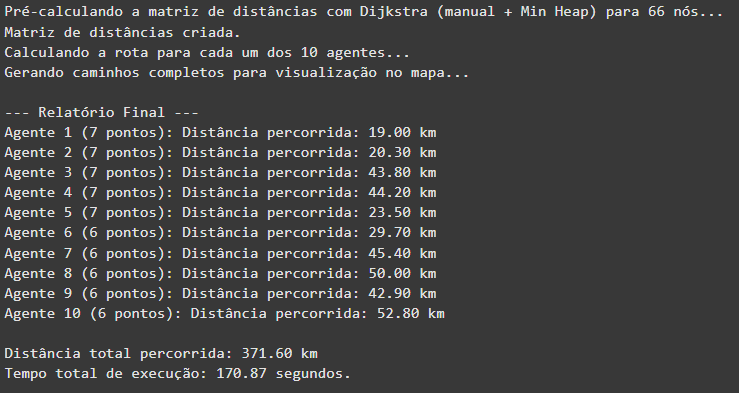 Pré-calculando a matriz de distâncias com Dijkstra (manual + Min Heap) para 66 nós...
Matriz de distâncias criada.
Calculando a rota para cada um dos 10 agentes...
Gerando caminhos completos para visualização no mapa...
--- Relatório Final ---
Agente 1 (7 pontos): Distância percorrida: 19.00 km
Agente 2 (7 pontos): Distância percorrida: 20.30 km
Agente 3 (7 pontos): Distância percorrida: 43.80 km
Agente 4 (7 pontos): Distância percorrida: 44.20 km
Agente 5 (7 pontos): Distância percorrida: 23.50 km
Agente 6 (6 pontos): Distância percorrida: 29.70 km
Agente 7 (6 pontos): Distância percorrida: 45.40 km
Agente 8 (6 pontos): Distância percorrida: 50.00 km
Agente 9 (6 pontos): Distância percorrida: 42.90 km
Agente 10 (6 pontos): Distância percorrida: 52.80 km
Distância total percorrida: 371.60 km
Tempo total de execução: 170.87 segundos.